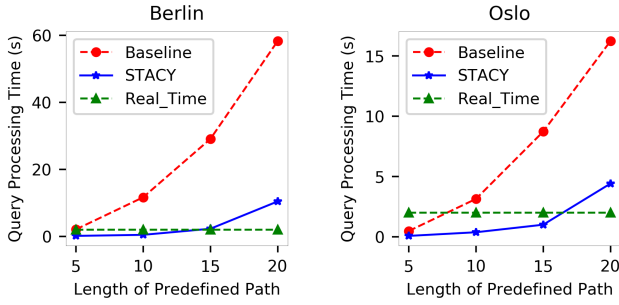 Berlin
Query Processing Time (s)
60
40
20
0
Baseline
STACY
Real_Time
5 10 15 20
Length of Predefined Path
Oslo
Query Processing Time (s)
15
10
5
0
Baseline
STACY
Real_Time
5 10 15 20
Length of Predefined Path